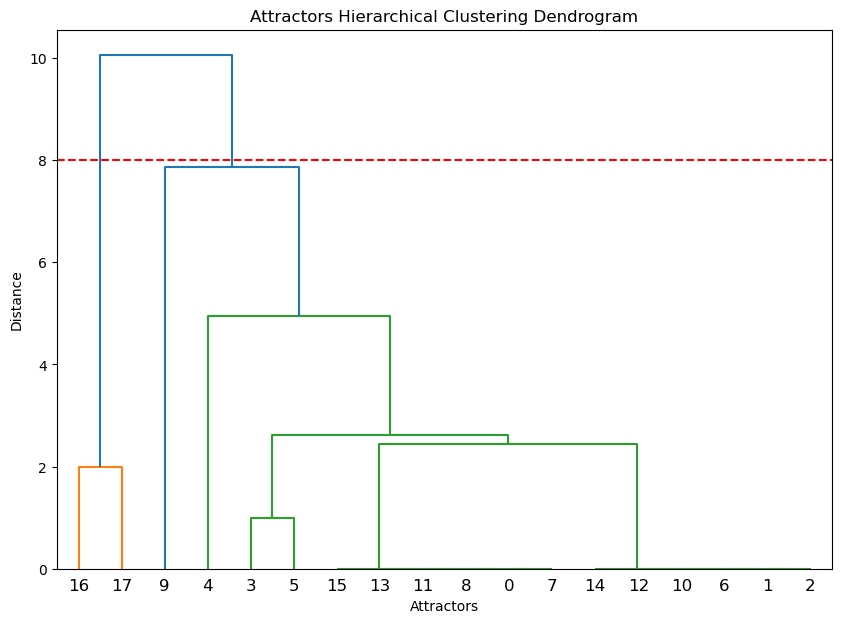 Attractors Hierarchical Clustering Dendrogram
10
8
6
4
2
0
Distance
16 17 9 4 3 5 15 13 11 8 0 7 14 12 10 6 1 2
Attractors